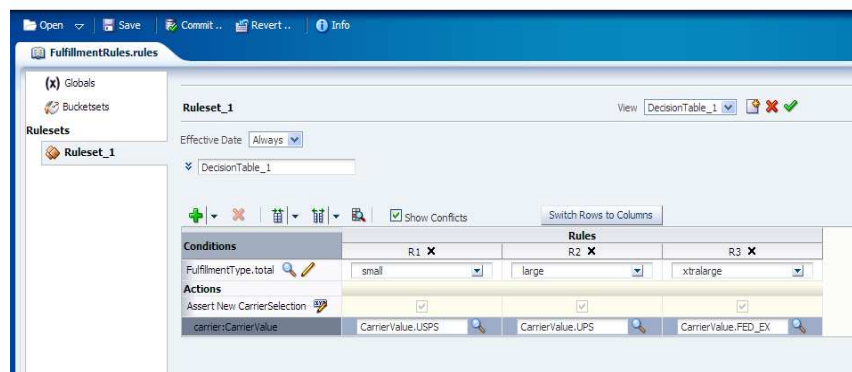 Open Save Commit .. Revert .. Info
FulfillmentRules.rules
(x) Globals
Bucketsets
Rulesets
Ruleset_1
Ruleset_1 View DecisionTable_1
Effective Date Always
DecisionTable_1
Show Conflicts Switch Rows to Columns
Conditions Rules
R1 R2 R3
FulfillmentType.total small large xtralarge
Actions
Assert New CarrierSelection
carrier:CarrierValue CarrierValue.USPS CarrierValue.UPS CarrierValue.FED_EX